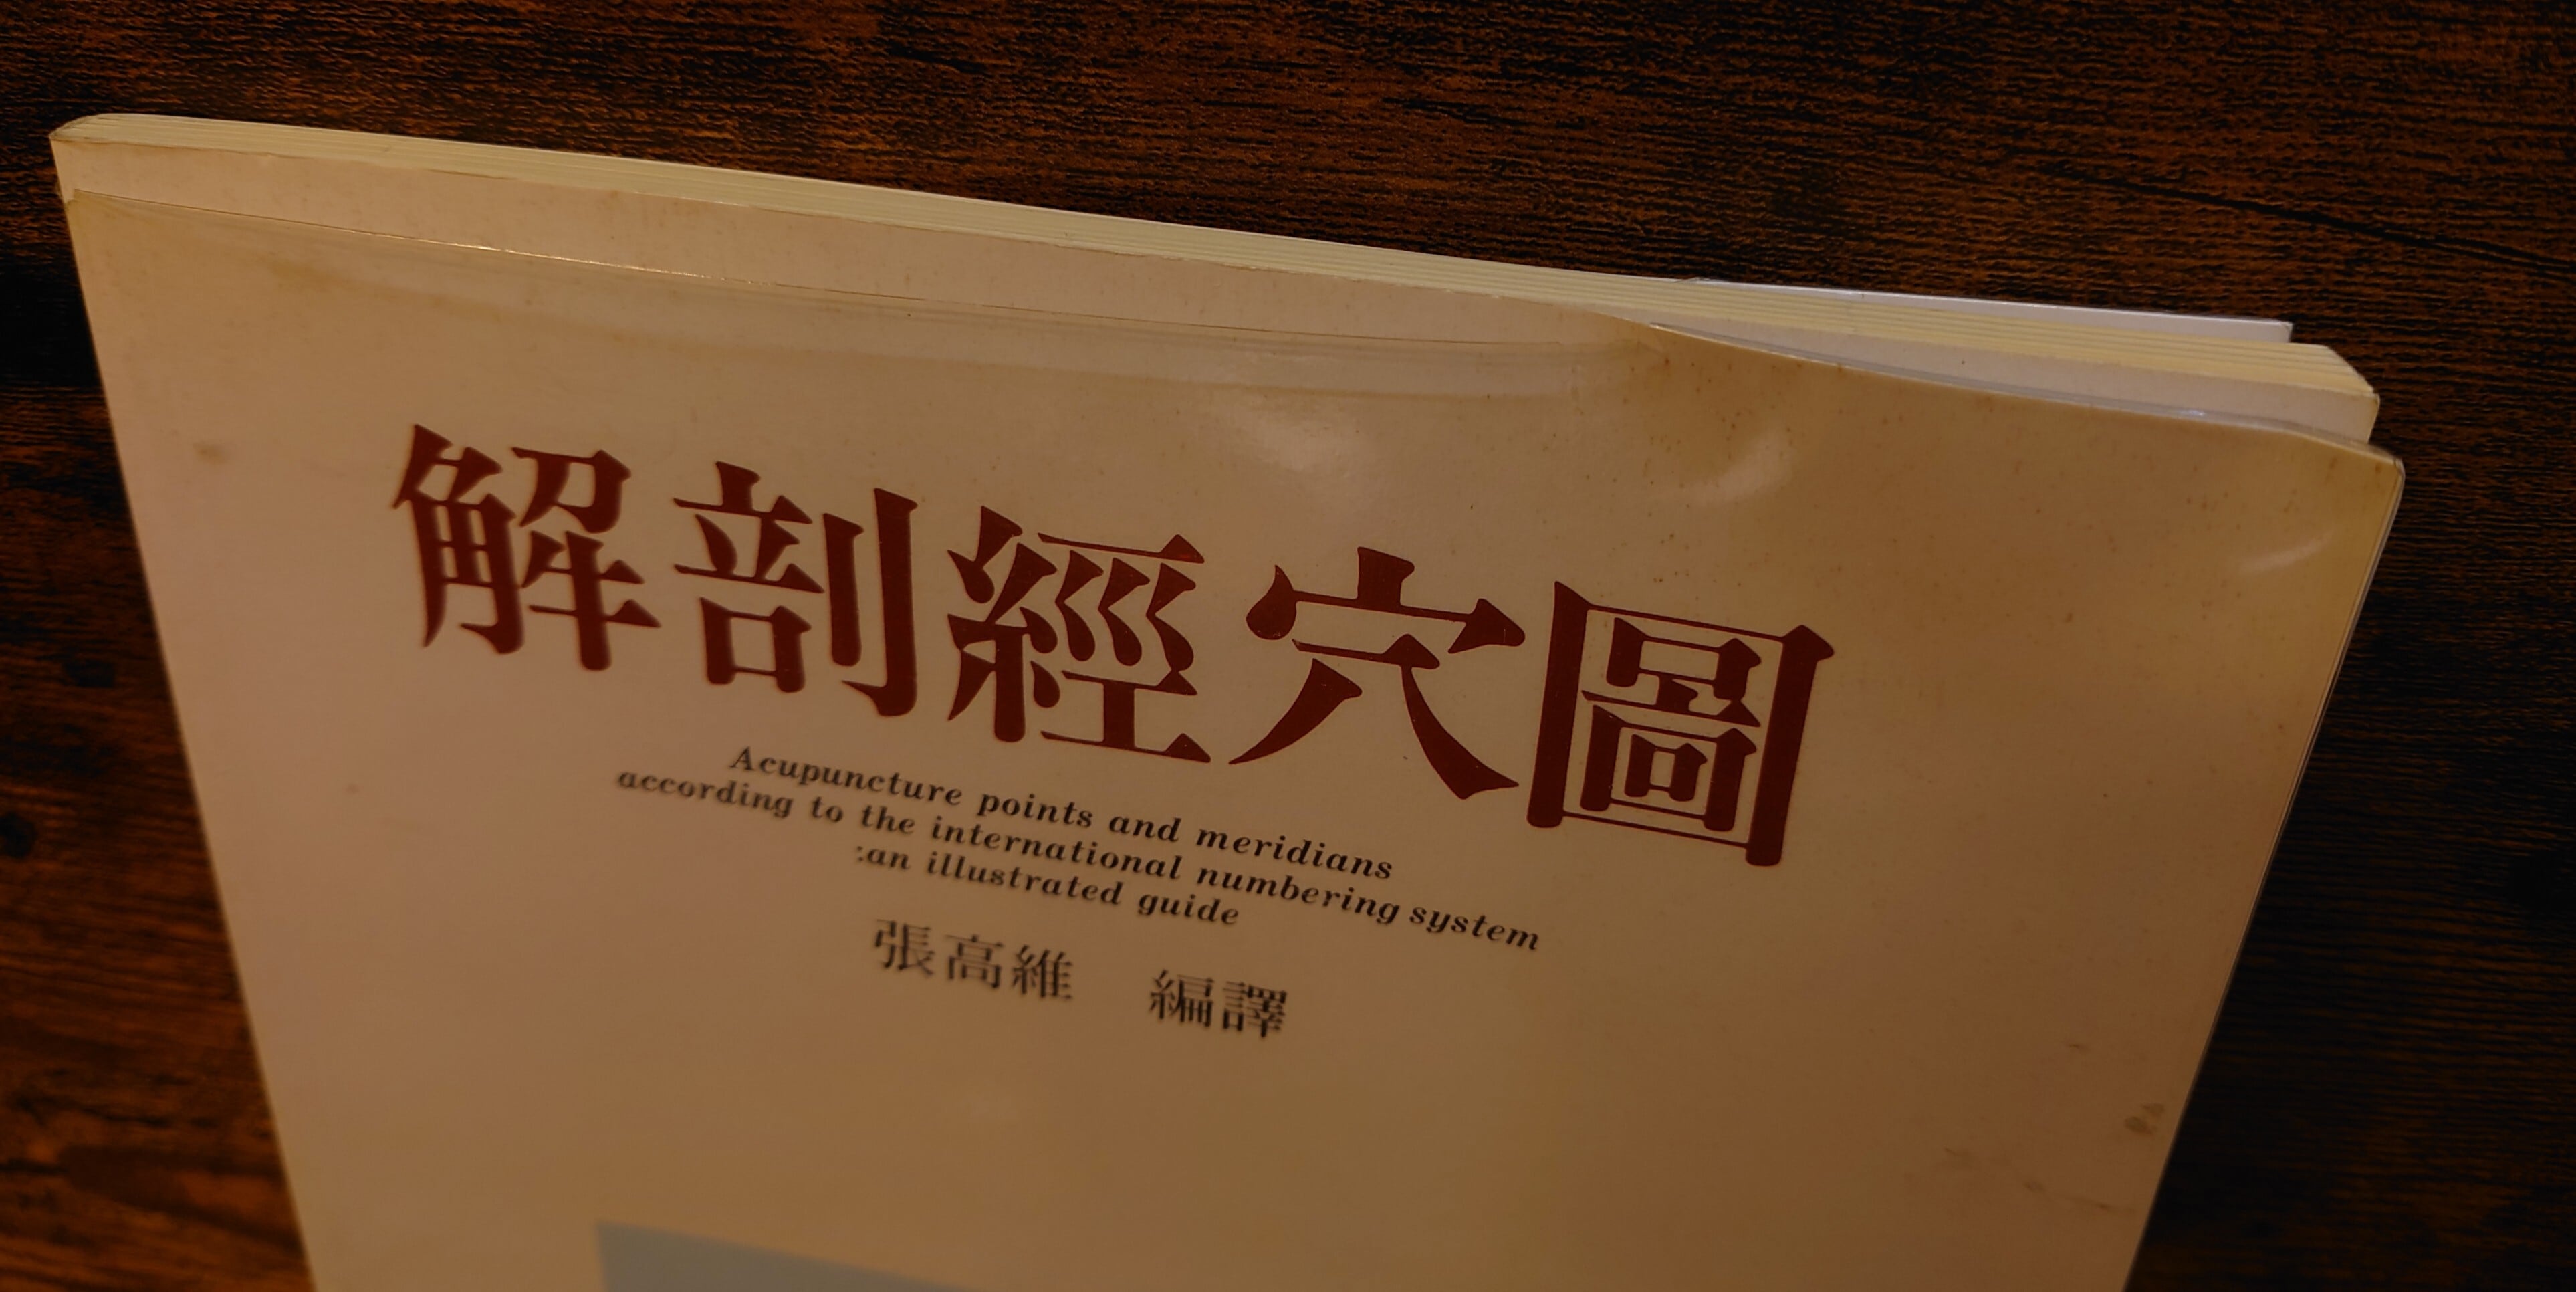 解剖經穴圖
Acupuncture points and meridians
according to the international numbering system
:an illustrated guide
張高維 編譯